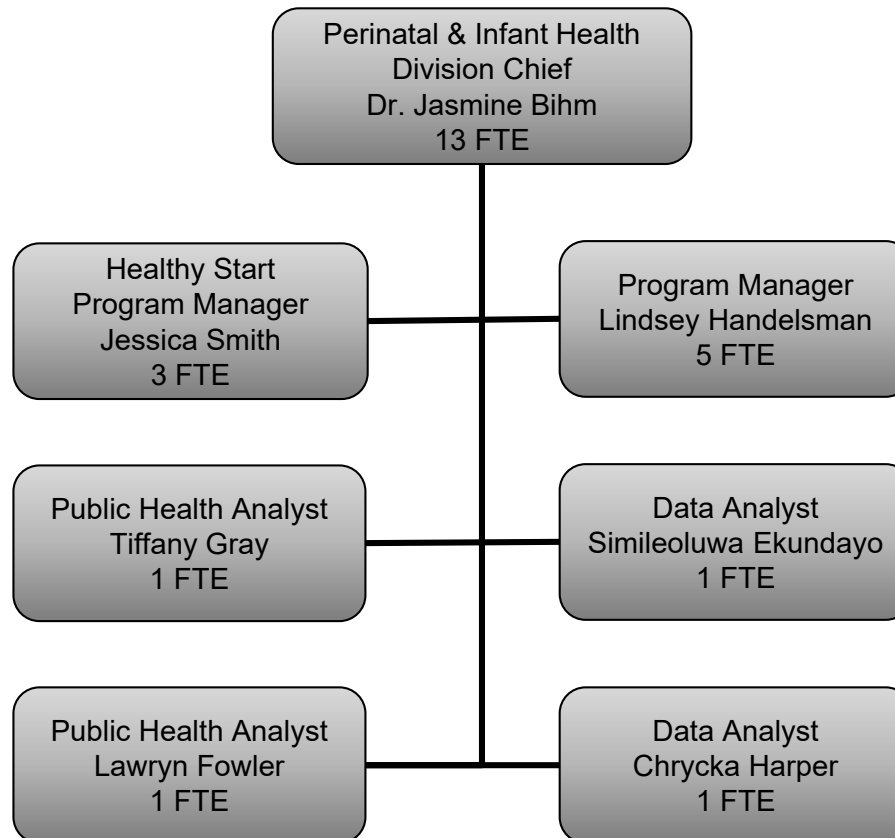 Perinatal & Infant Health
Division Chief
Dr. Jasmine Bihm
13 FTE
Healthy Start
Program Manager
Jessica Smith
3 FTE
Program Manager
Lindsey Handelsman
5 FTE
Public Health Analyst
Tiffany Gray
1 FTE
Data Analyst
Simileoluwa Ekundayo
1 FTE
Public Health Analyst
Lawryn Fowler
1 FTE
Data Analyst
Chrycka Harper
1 FTE